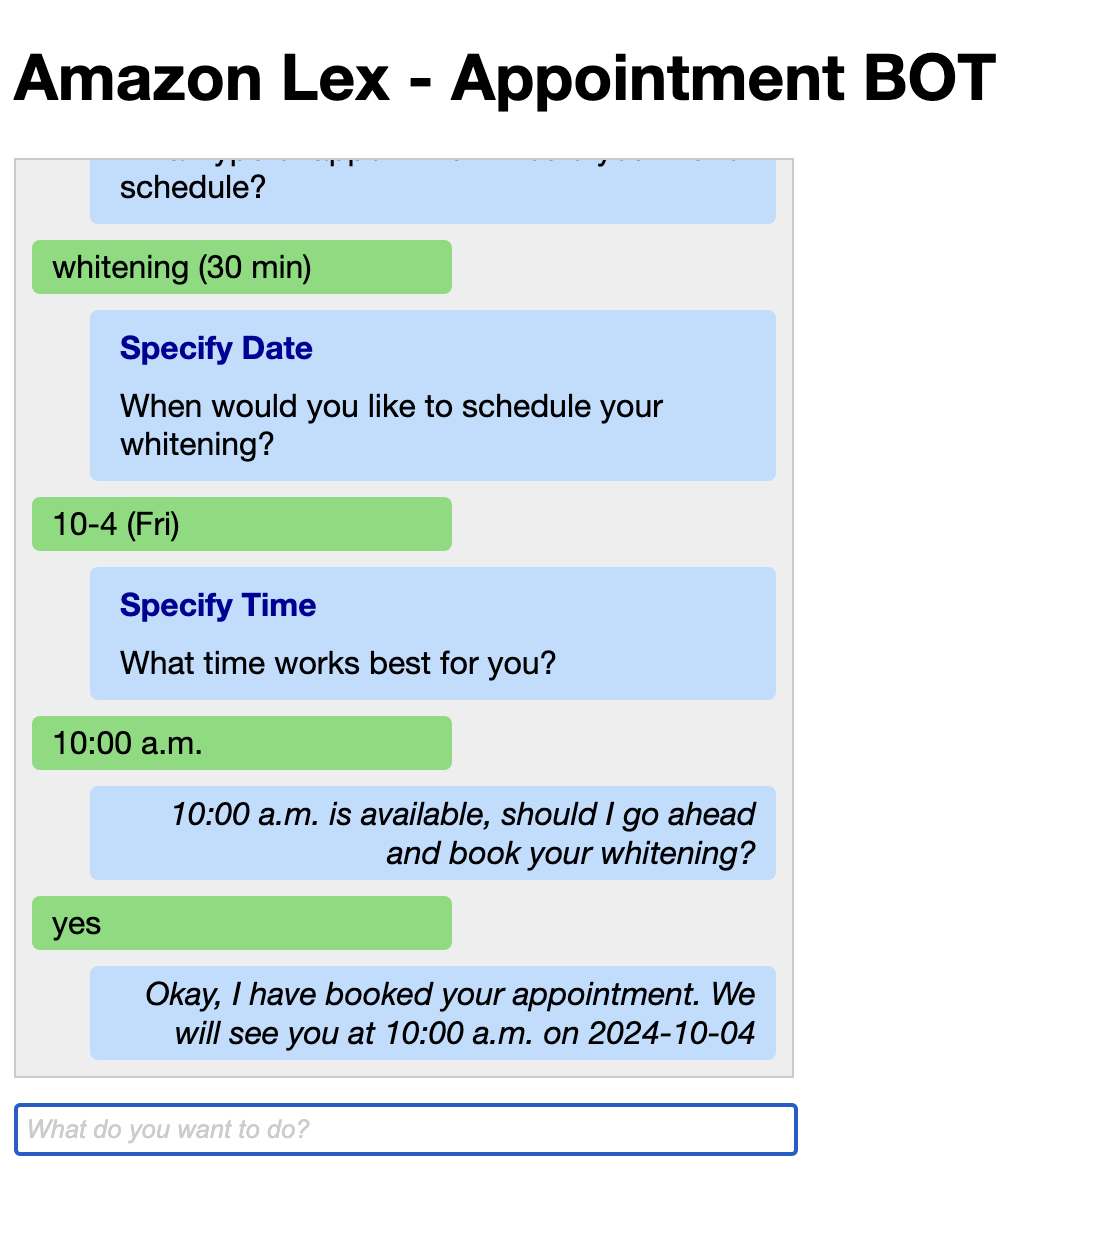 Amazon Lex - Appointment BOT
schedule?
whitening (30 min)
Specify Date
When would you like to schedule your
whitening?
10-4 (Fri)
Specify Time
What time works best for you?
10:00 a.m.
10:00 a.m. is available, should I go ahead
and book your whitening?
yes
Okay, I have booked your appointment. We
will see you at 10:00 a.m. on 2024-10-04
What do you want to do?